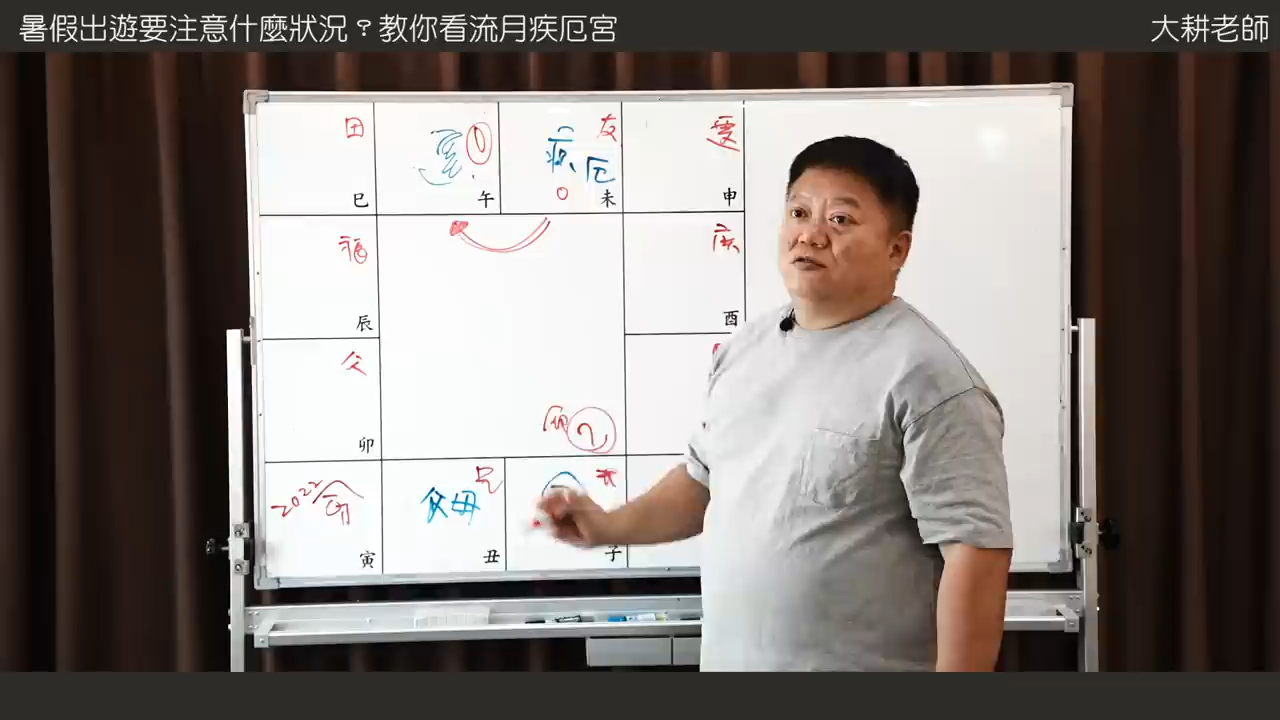 暑假出遊要注意什麼狀況？教你看流月疾厄宮
大耕老師
田
巳
午
友
疾厄
未
遷
申
福
辰
疾
酉
父
卯
2022 命
寅
兄
父母
丑
子